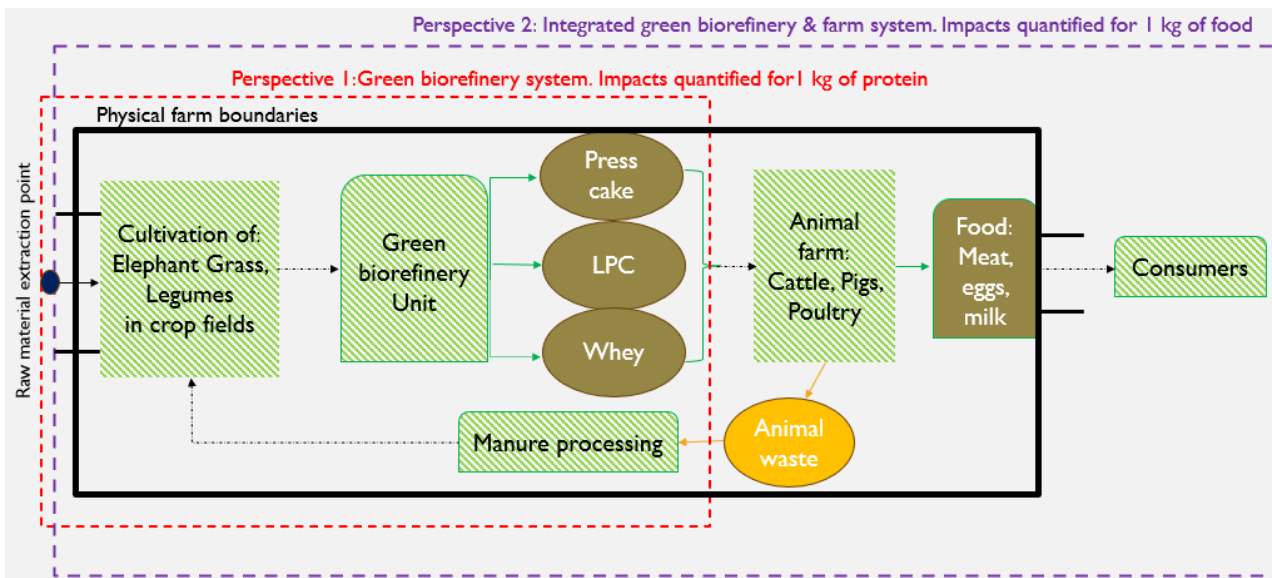 Perspective 2: Integrated green biorefinery & farm system. Impacts quantified for 1 kg of food
Perspective 1:Green biorefinery system. Impacts quantified for1 kg of protein
Physical farm boundaries
Raw material extraction point
Cultivation of:
Elephant Grass,
Legumes
in crop fields
Green
biorefinery
Unit
Press
cake
LPC
Whey
Animal
farm:
Cattle, Pigs,
Poultry
Food:
Meat,
eggs,
milk
Consumers
Manure processing
Animal
waste